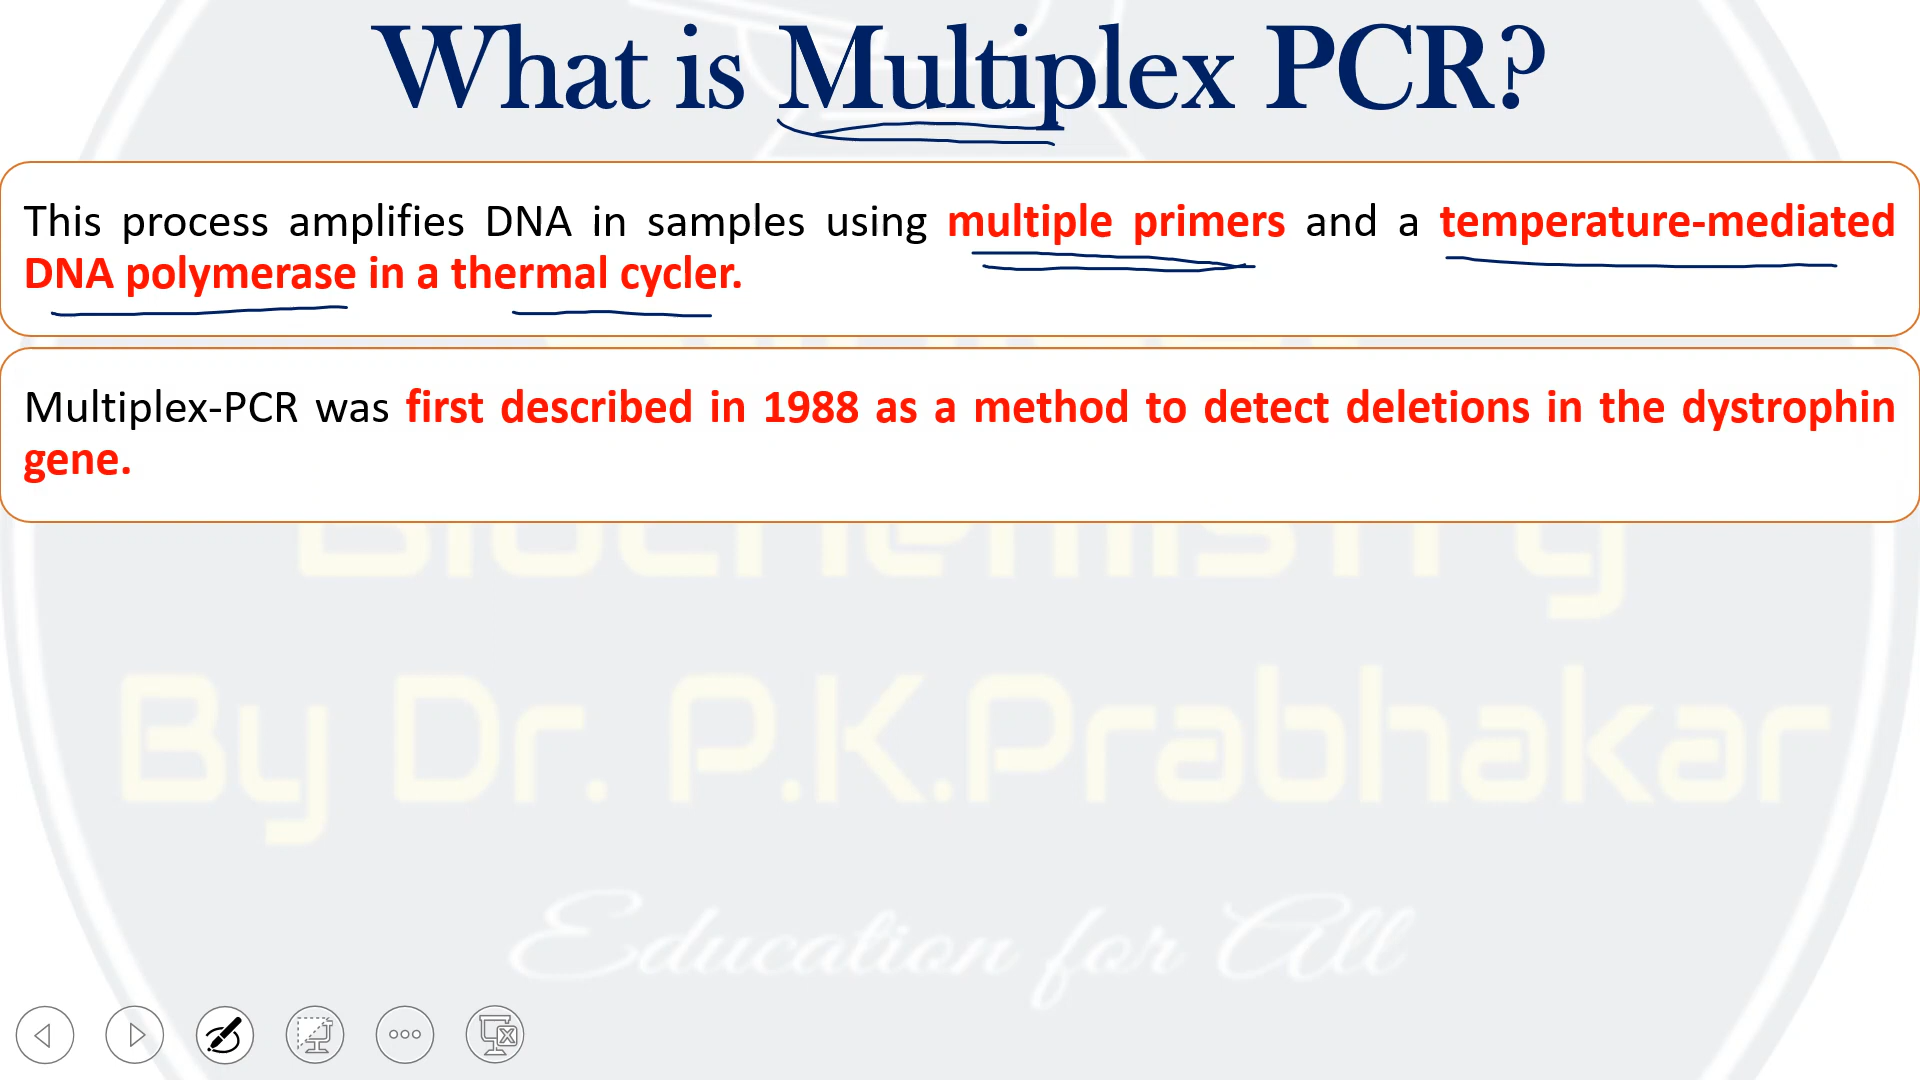 What is Multiplex PCR?
This process amplifies DNA in samples using multiple primers and a temperature-mediated
DNA polymerase in a thermal cycler.
Multiplex-PCR was first described in 1988 as a method to detect deletions in the dystrophin
gene.
Biochemistry
By Dr. P.K.Prabhakar
Education for All